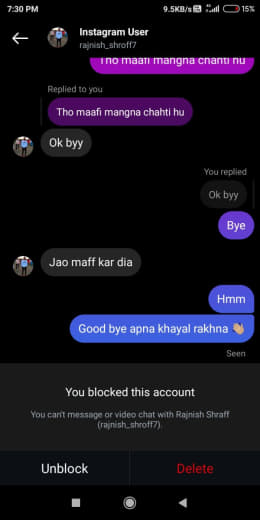 7:30 PM 9.5KB/s 15%
Instagram User
rajnish_shroff7
Tho maafi mangna chahti hu
Replied to you
Tho maafi mangna chahti hu
Ok byy
You replied
Ok byy
Bye
Jao maff kar dia
Hmm
Good bye apna khayal rakhna 👋🏼
Seen
You blocked this account
You can't message or video chat with Rajnish Shraff
(rajnish_shroff7).
Unblock Delete